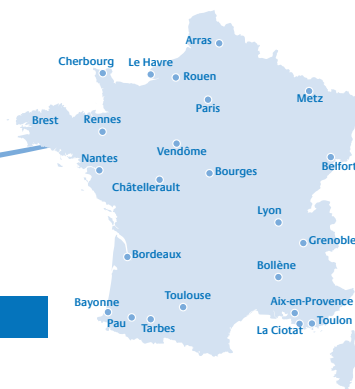 Arras
Cherbourg
Le Havre
Rouen
Metz
Paris
Brest
Rennes
Vendôme
Nantes
Belfort
Bourges
Châtellerault
Lyon
Grenoble
Bordeaux
Bollène
Toulouse
Bayonne
Aix-en-Provence
Pau
Tarbes
La Ciotat
Toulon